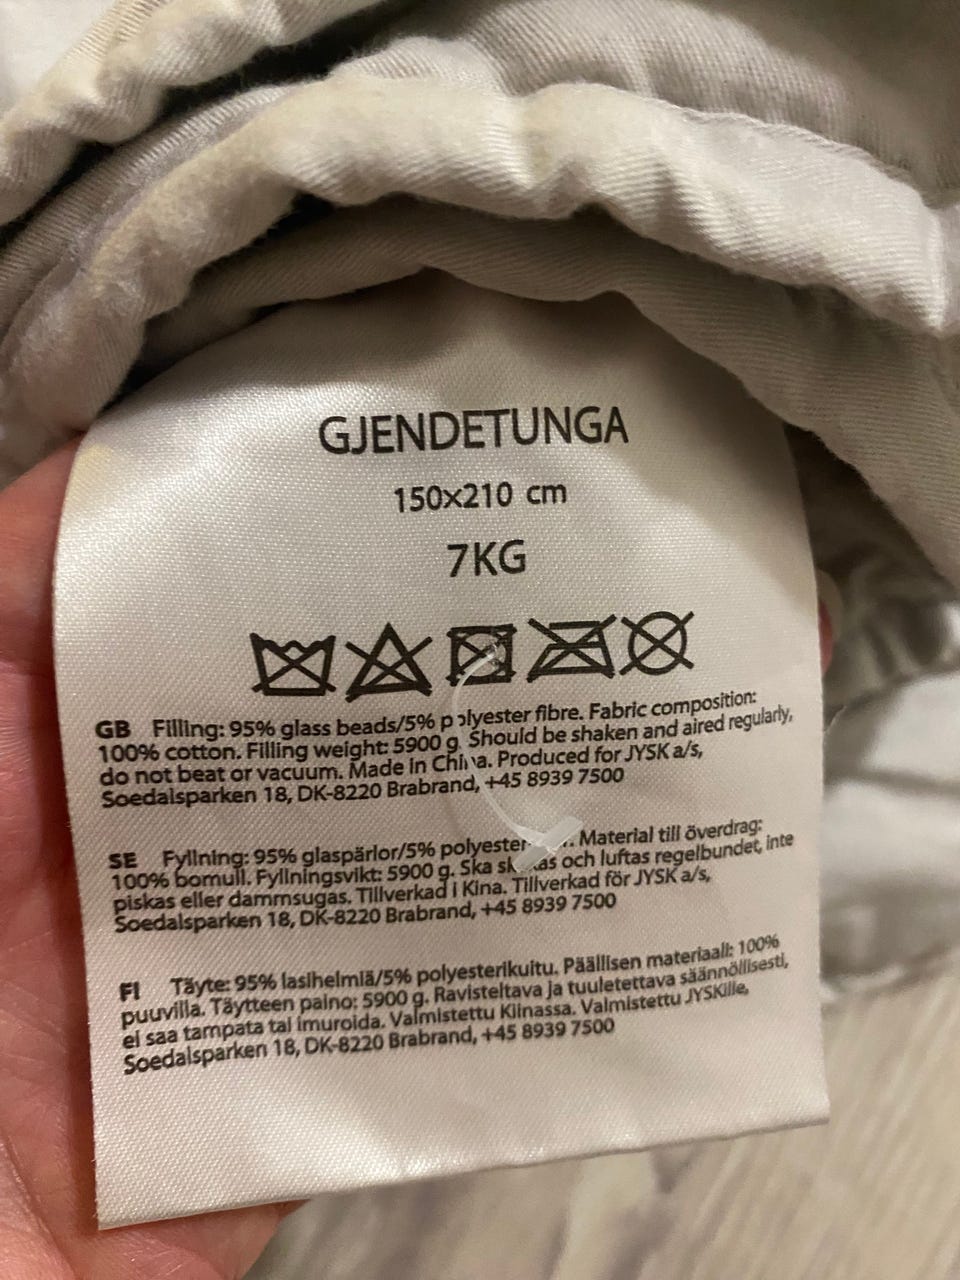 GJENDETUNGA
150x210 cm
7KG
GB Filling: 95% glass beads/5% polyester fibre. Fabric composition:
100% cotton. Filling weight: 5900 g. Should be shaken and aired regularly,
do not beat or vacuum. Made in China. Produced for JYSK a/s,
Soedalsparken 18, DK-8220 Brabrand, +45 8939 7500
SE Fyllning: 95% glaspärlor/5% polyester Material till överdrag:
100% bomull. Fyllningsvikt: 5900 g. Ska skakas och luftas regelbundet, inte
piskas eller dammsugas. Tillverkad i Kina. Tillverkad för JYSK a/s,
Soedalsparken 18, DK-8220 Brabrand, +45 8939 7500
FI Täyte: 95% lasihelmiä/5% polyesterikuitu. Päällisen materiaali: 100%
puuvilla. Täytteen paino: 5900 g. Ravisteltava ja tuuletettava säännöllisesti,
ei saa tampata tai imuroida. Valmistettu Kiinassa. Valmistettu JYSKille,
Soedalsparken 18, DK-8220 Brabrand, +45 8939 7500